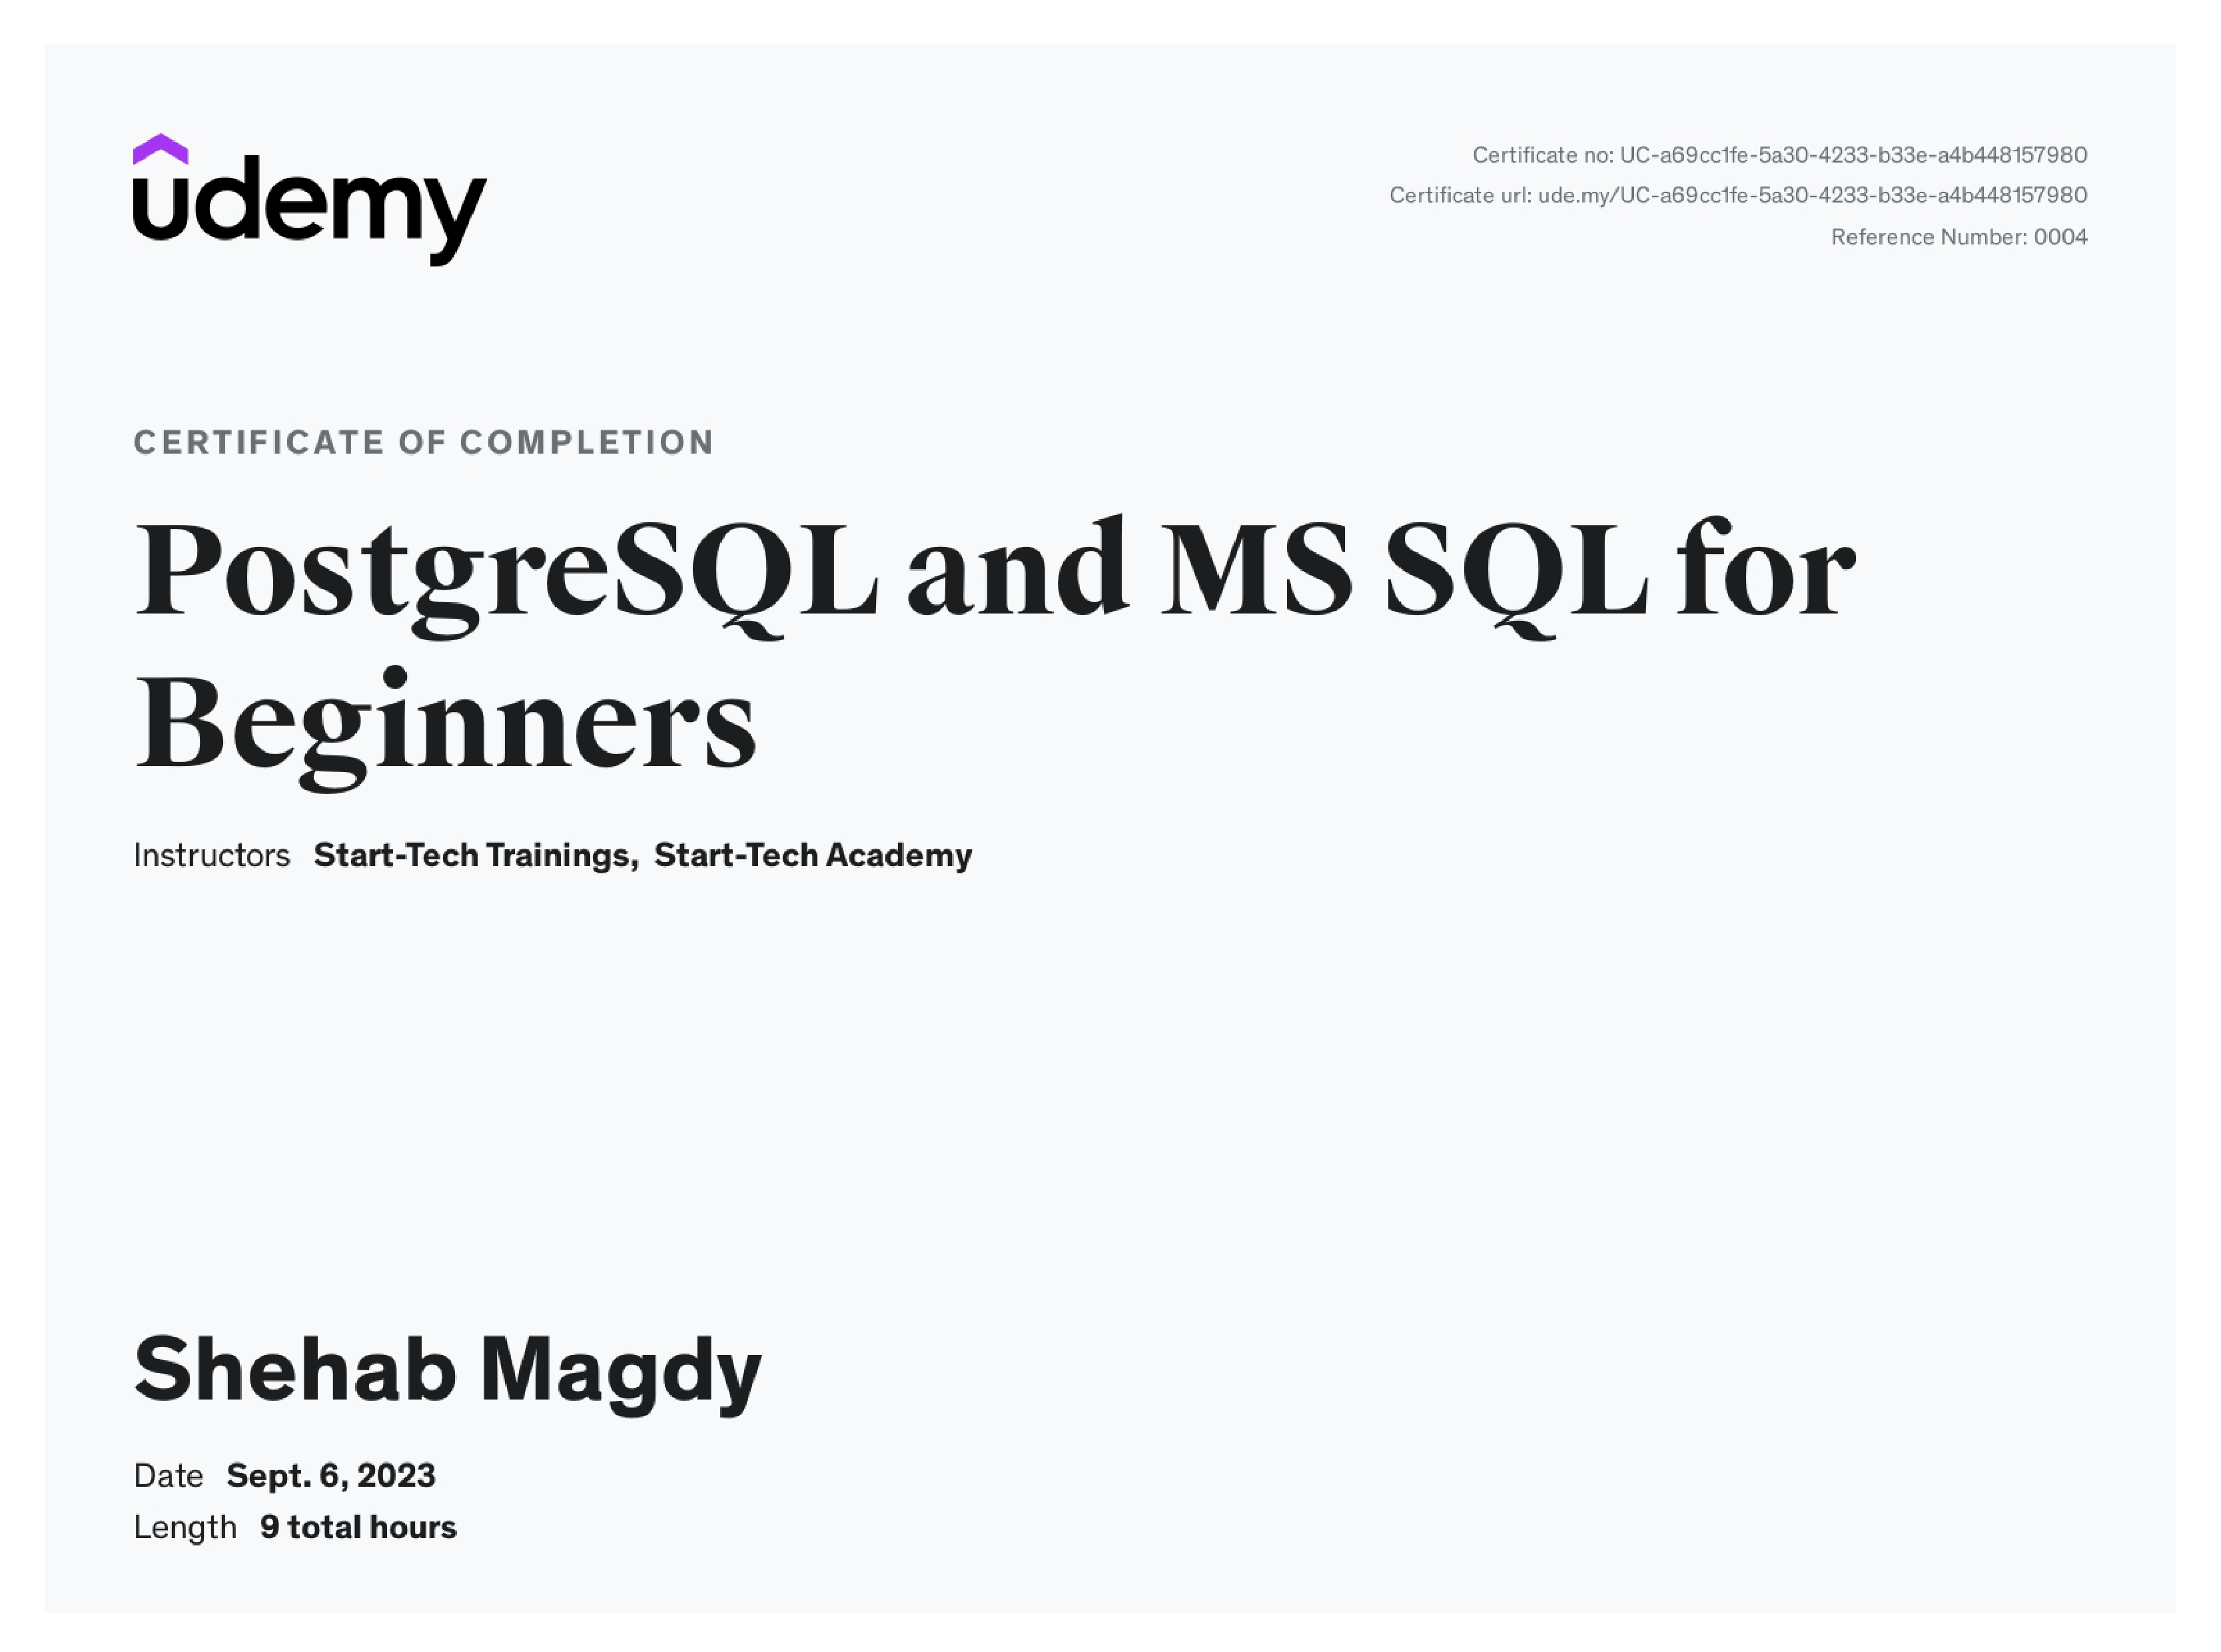 udemy
Certificate no: UC-a69cc1fe-5a30-4233-b33e-a4b448157980
Certificate url: ude.my/UC-a69cc1fe-5a30-4233-b33e-a4b448157980
Reference Number: 0004
CERTIFICATE OF COMPLETION
PostgreSQL and MS SQL for
Beginners
Instructors Start-Tech Trainings, Start-Tech Academy
Shehab Magdy
Date Sept. 6, 2023
Length 9 total hours